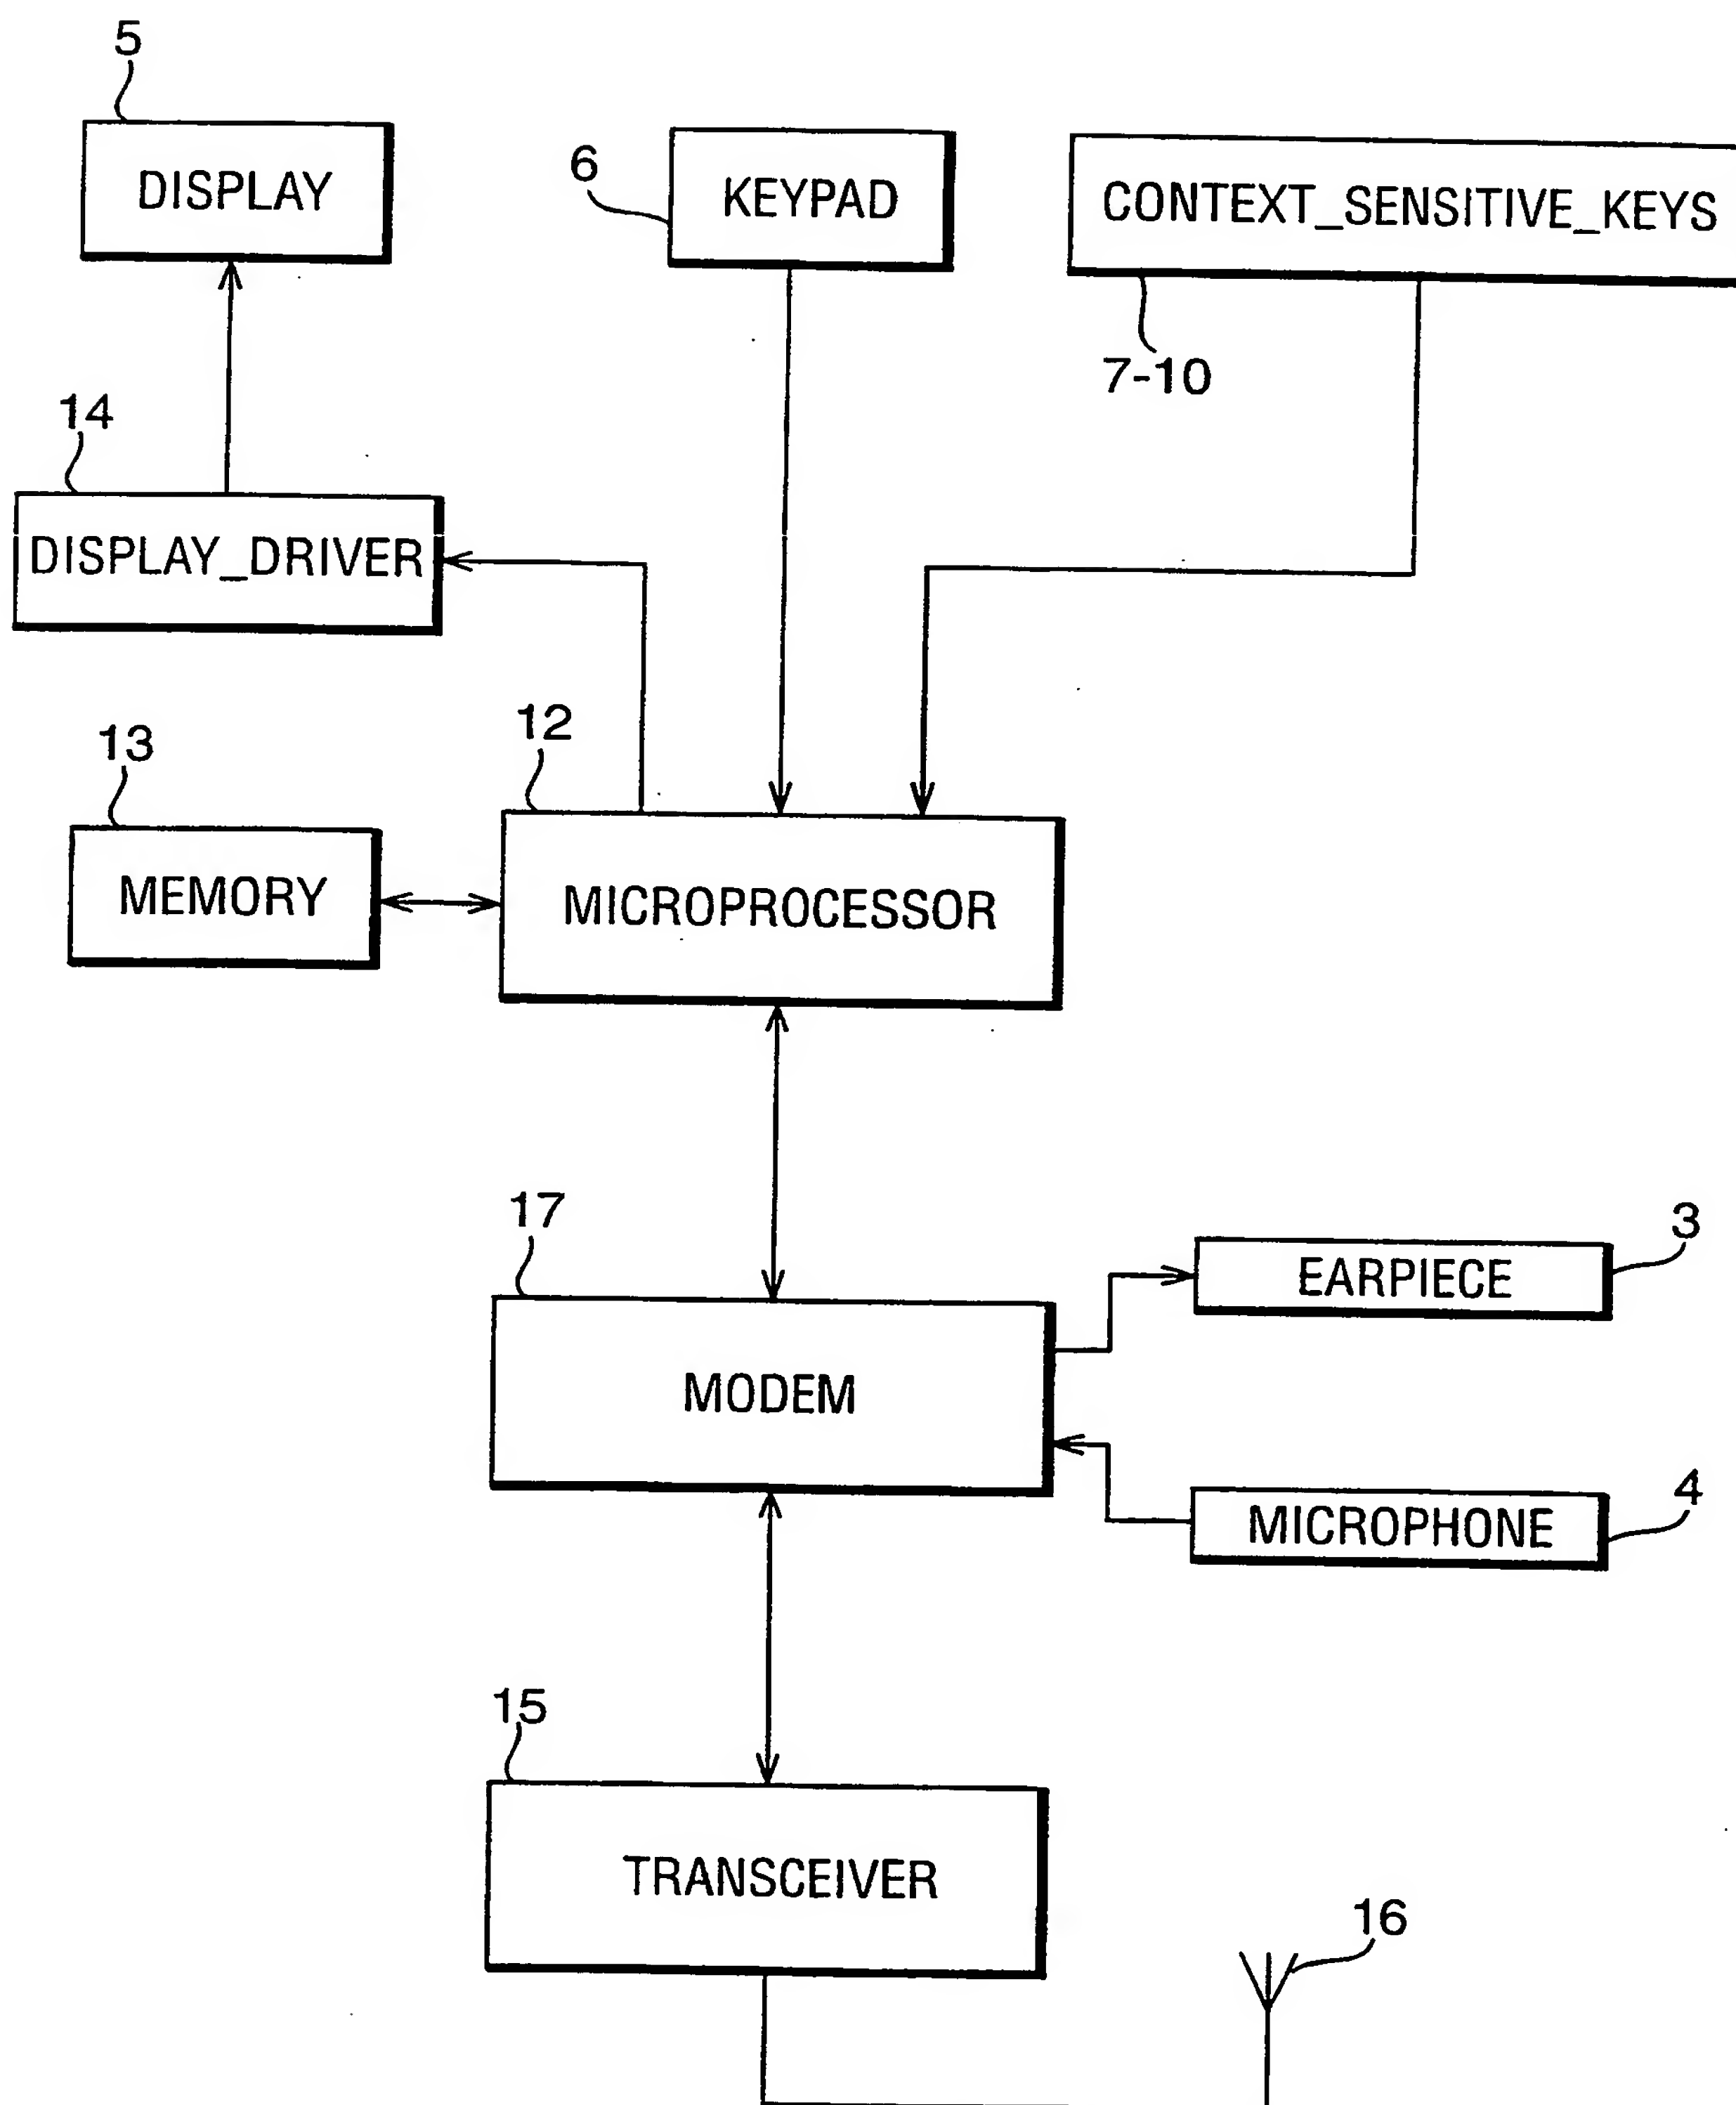 5
DISPLAY
6
KEYPAD
CONTEXT_SENSITIVE_KEYS
7-10
14
DISPLAY_DRIVER
13
MEMORY
12
MICROPROCESSOR
17
MODEM
EARPIECE
3
MICROPHONE
4
15
TRANSCEIVER
16